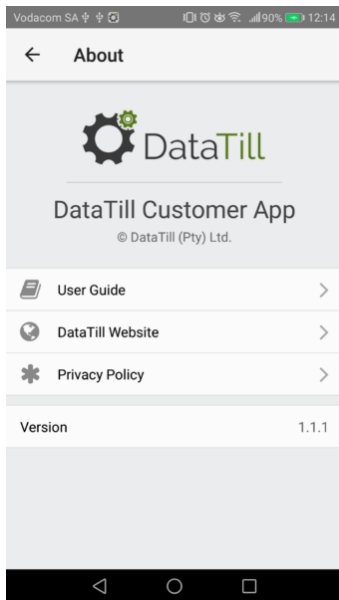 Vodacom SA 90% 12:14
About
DataTill
DataTill Customer App
© DataTill (Pty) Ltd.
User Guide
DataTill Website
Privacy Policy
Version 1.1.1